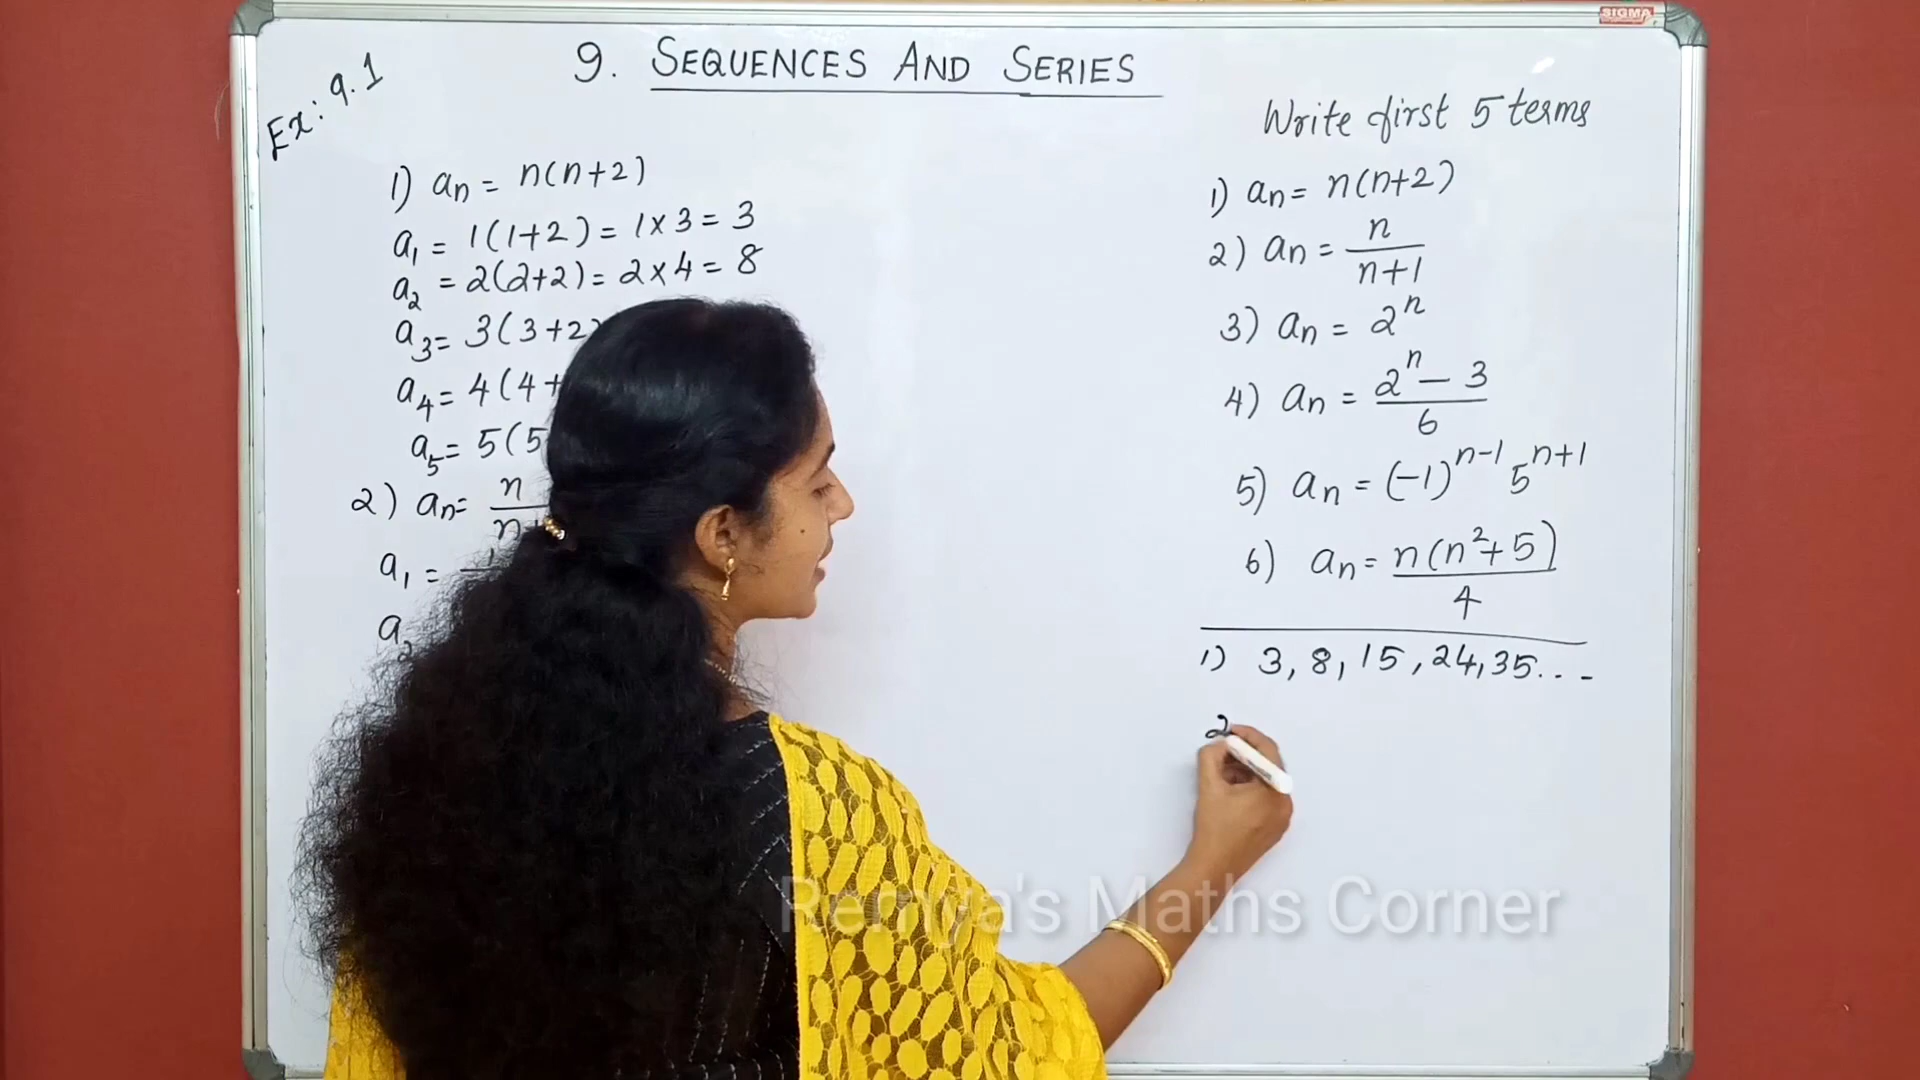 SIGMA
Ex: 9.1
9. SEQUENCES AND SERIES
1) an = n(n+2)
a1 = 1(1+2) = 1×3 = 3
a2 = 2(2+2) = 2×4 = 8
a3 = 3(3+2)
a4 = 4(4+
a5 = 5(5
2) an = n/n+
a1 =
a2
Write first 5 terms
1) an = n(n+2)
2) an = n/n+1
3) an = 2^n
4) an = 2^n - 3/6
5) an = (-1)^n-1 5^n+1
6) an = n(n²+5)/4
1) 3, 8, 15, 24, 35...-
2
Remya's Maths Corner